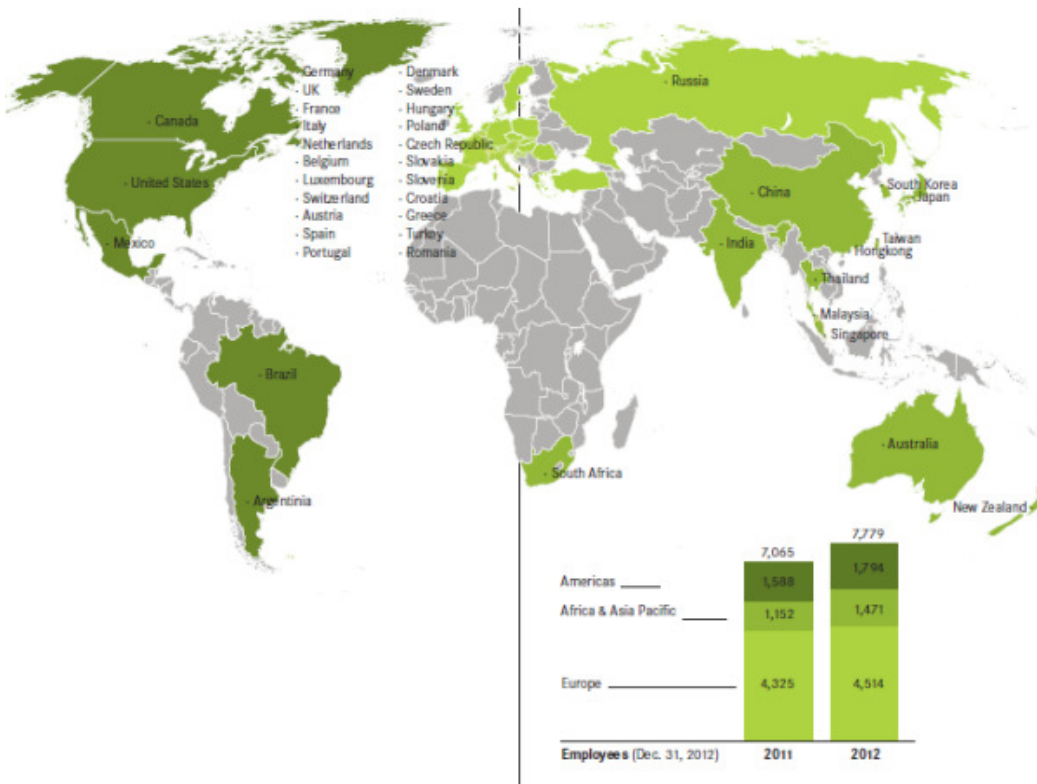 - Germany
- UK
- France
- Italy
- Netherlands
- Belgium
- Luxembourg
- Switzerland
- Austria
- Spain
- Portugal
- Denmark
- Sweden
- Hungary
- Poland
- Czech Republic
- Slovakia
- Slovenia
- Croatia
- Greece
- Turkey
- Romania
- Canada
- United States
- Mexico
- Brazil
- Argentinia
- Russia
- China
- South Korea
- Japan
- India
Taiwan
Hongkong
- Thailand
- Malaysia
Singapore
- Australia
New Zealand
- South Africa
7,065
7,779
Americas
1,588
1,794
Africa & Asia Pacific
1,152
1,471
Europe
4,325
4,514
Employees (Dec. 31, 2012)
2011
2012